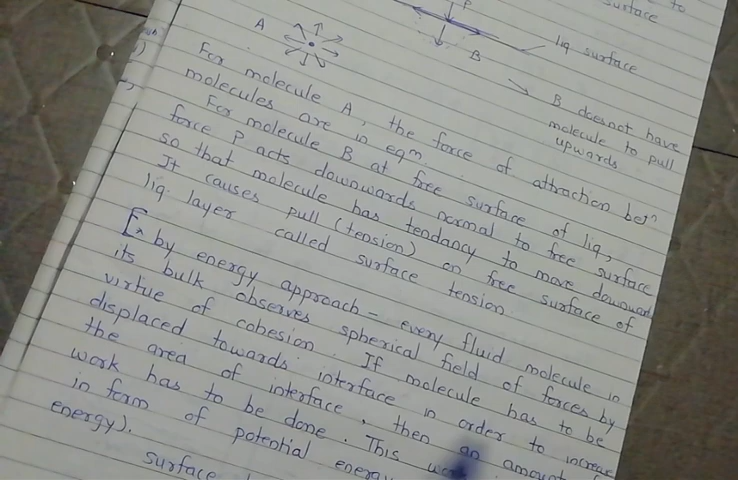 surface
to
P
A
liq surface
B
B doesnot have
molecule to pull
upwards
For molecule A, the force of attraction betn
molecules are in eqm.
For molecule B at free surface of liq,
force P acts downwards normal to free surface
so that molecule has tendancy to move downward
It causes pull (tension) on free surface of
liq. layer called surface tension.
by energy approach - every fluid molecule in
its bulk observes spherical field of forces by
virtue of cohesion. If molecule has to be
displaced towards interface in order to increase
the area of interface, then an amount
work has to be done. This work
in form of potential energy
energy).
surface